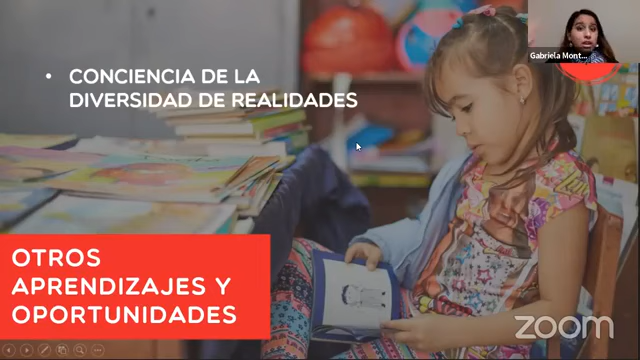 Gabriela Mont...
• CONCIENCIA DE LA
DIVERSIDAD DE REALIDADES
OTROS
APRENDIZAJES Y
OPORTUNIDADES
zoom